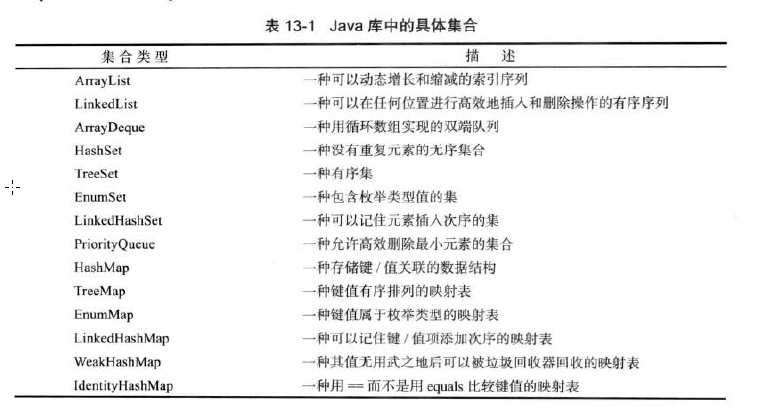 表 13-1 Java 库中的具体集合
集合类型 描 述
ArrayList 一种可以动态增长和缩减的索引序列
LinkedList 一种可以在任何位置进行高效地插入和删除操作的有序序列
ArrayDeque 一种用循环数组实现的双端队列
HashSet 一种没有重复元素的无序集合
TreeSet 一种有序集
EnumSet 一种包含枚举类型值的集
LinkedHashSet 一种可以记住元素插入次序的集
PriorityQueue 一种允许高效删除最小元素的集合
HashMap 一种存储键 / 值关联的数据结构
TreeMap 一种键值有序排列的映射表
EnumMap 一种键值属于枚举类型的映射表
LinkedHashMap 一种可以记住键 / 值项添加次序的映射表
WeakHashMap 一种其值无用武之地后可以被垃圾回收器回收的映射表
IdentityHashMap 一种用 == 而不是用 equals 比较键值的映射表